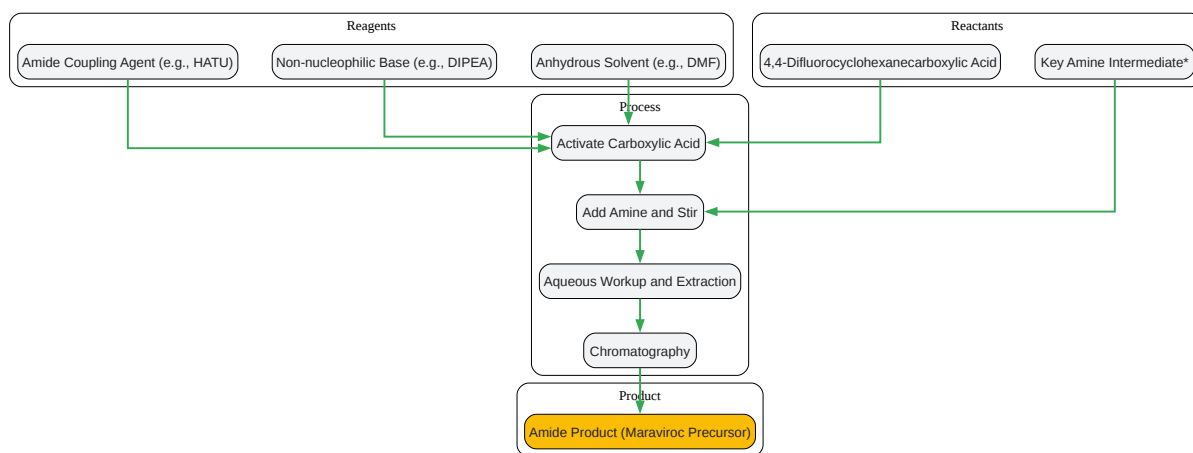 Reagents
Reactants
Amide Coupling Agent (e.g., HATU)
Non-nucleophilic Base (e.g., DIPEA)
Anhydrous Solvent (e.g., DMF)
4,4-Difluorocyclohexanecarboxylic Acid
Key Amine Intermediate*
Process
Activate Carboxylic Acid
Add Amine and Stir
Aqueous Workup and Extraction
Chromatography
Product
Amide Product (Maraviroc Precursor)